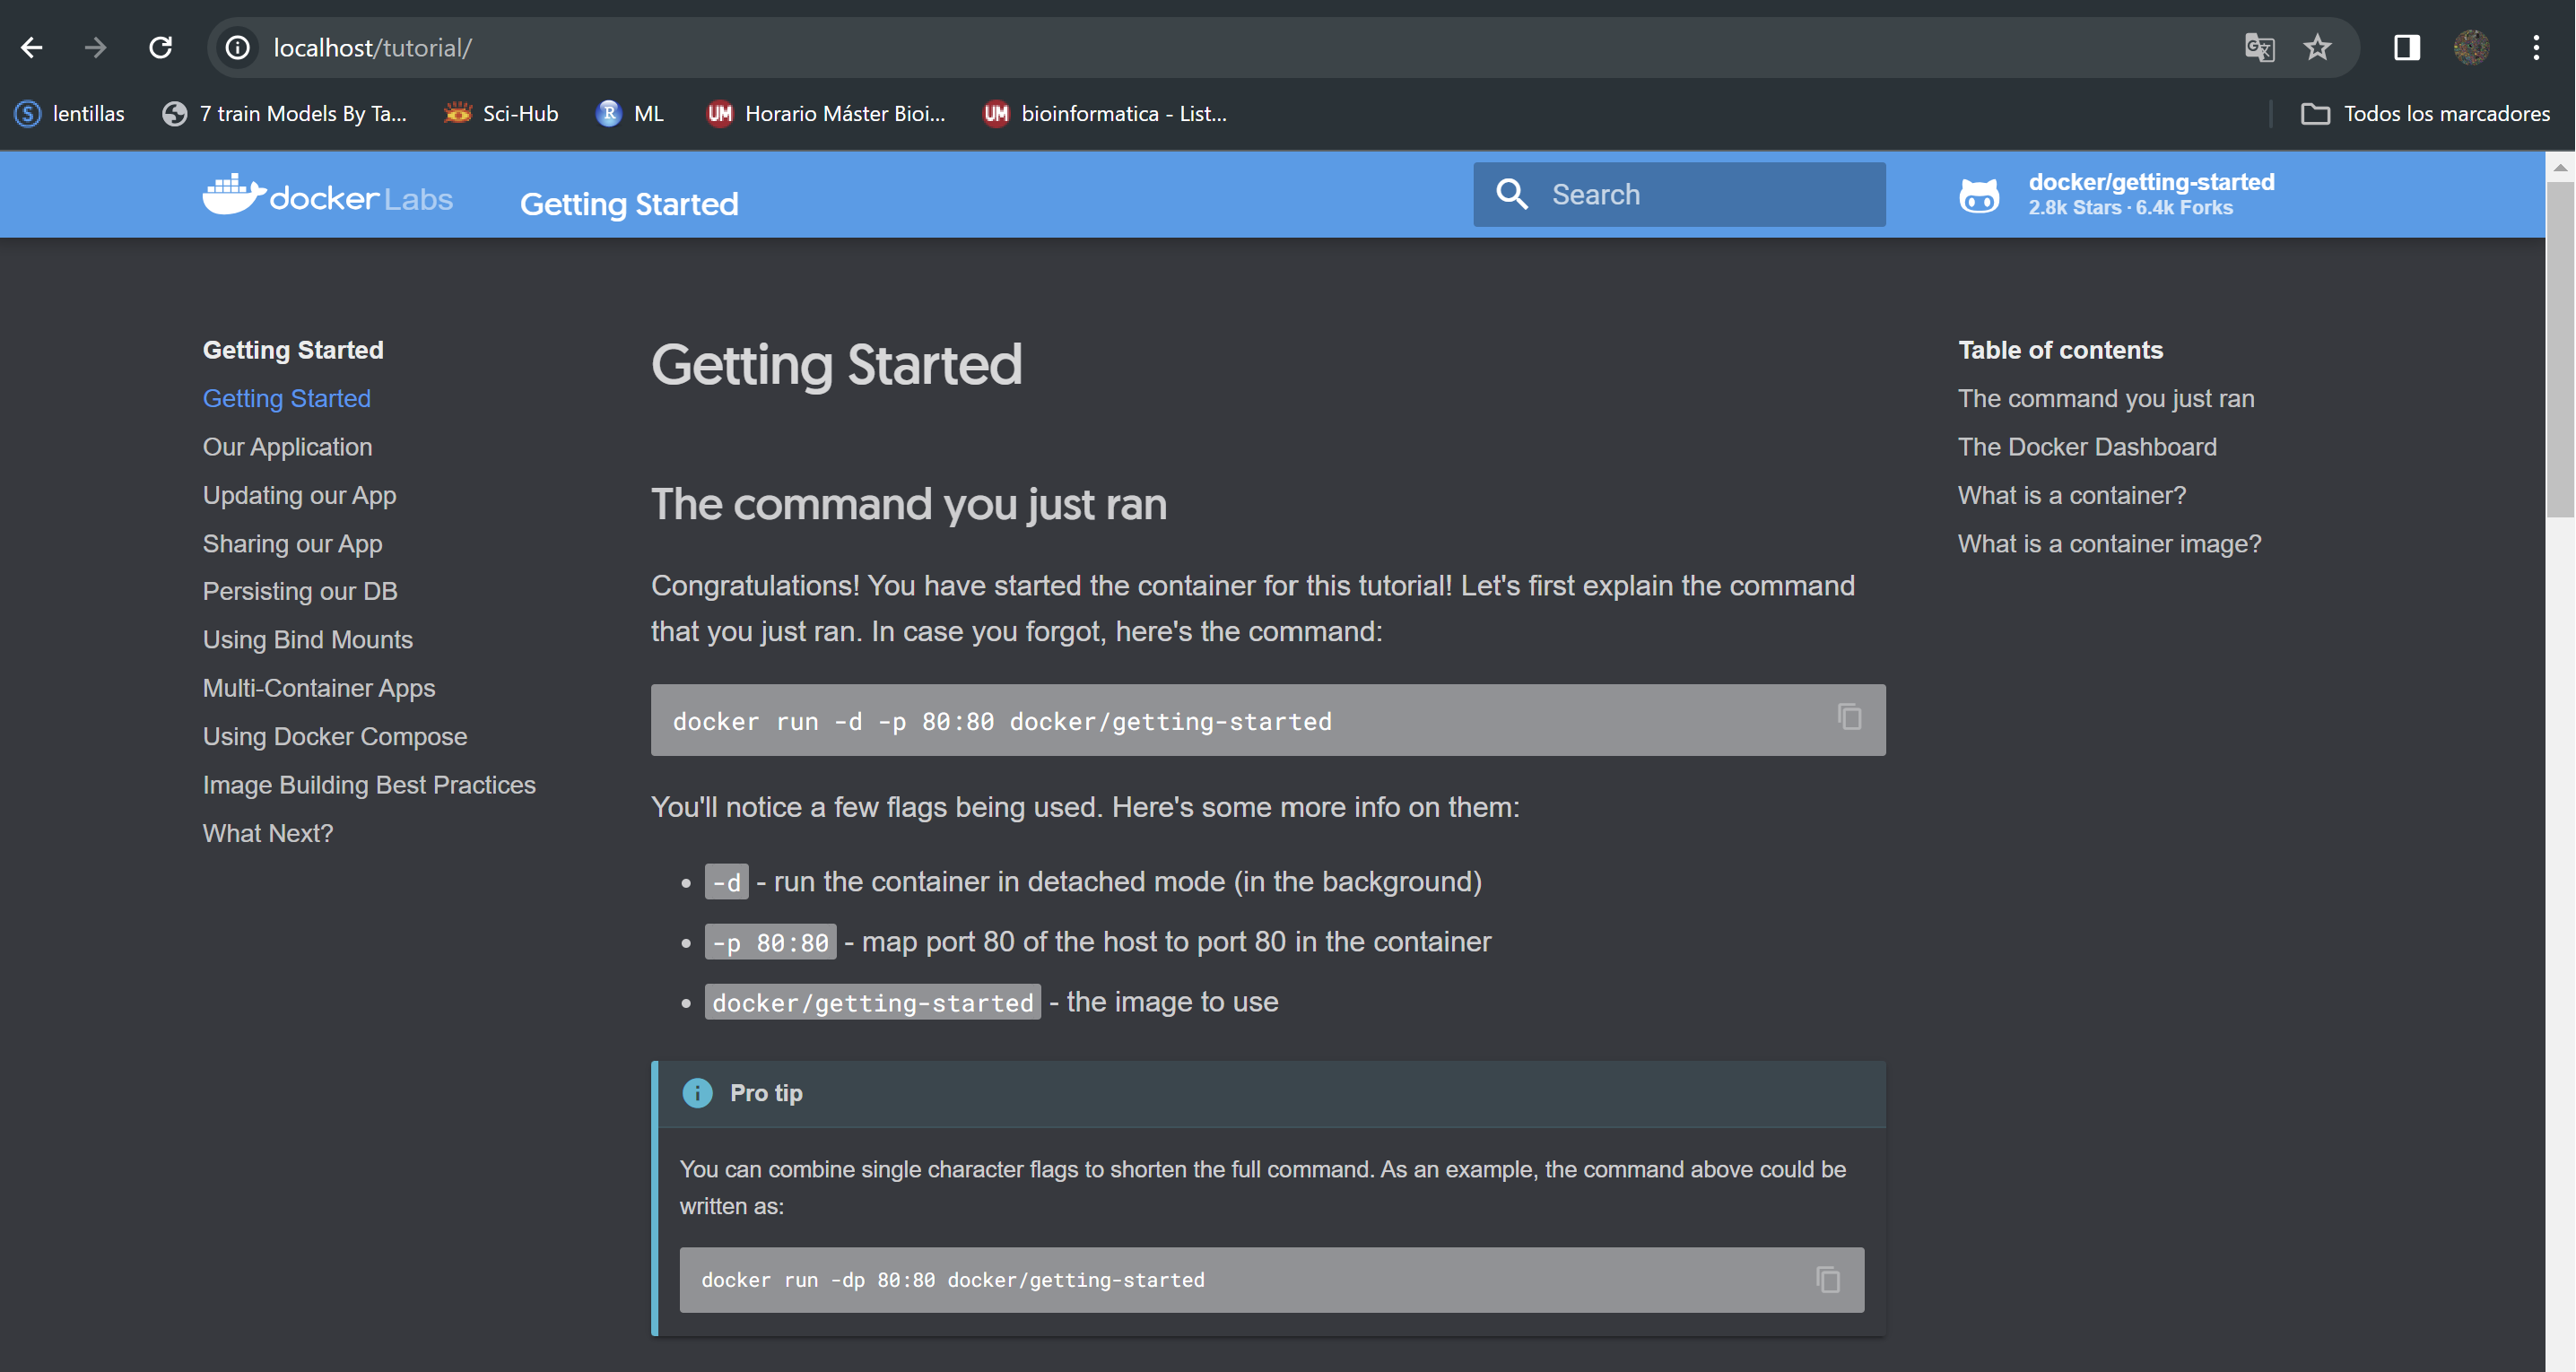 localhost/tutorial/
lentillas
7 train Models By Ta...
Sci-Hub
ML
Horario Máster Bioi...
bioinformatica - List...
Todos los marcadores
docker Labs
Getting Started
Search
docker/getting-started
2.8k Stars · 6.4k Forks
Getting Started
Getting Started
Our Application
Updating our App
Sharing our App
Persisting our DB
Using Bind Mounts
Multi-Container Apps
Using Docker Compose
Image Building Best Practices
What Next?
Getting Started
The command you just ran
Congratulations! You have started the container for this tutorial! Let's first explain the command
that you just ran. In case you forgot, here's the command:
docker run -d -p 80:80 docker/getting-started
You'll notice a few flags being used. Here's some more info on them:
• -d - run the container in detached mode (in the background)
• -p 80:80 - map port 80 of the host to port 80 in the container
• docker/getting-started - the image to use
Pro tip
You can combine single character flags to shorten the full command. As an example, the command above could be
written as:
docker run -dp 80:80 docker/getting-started
Table of contents
The command you just ran
The Docker Dashboard
What is a container?
What is a container image?